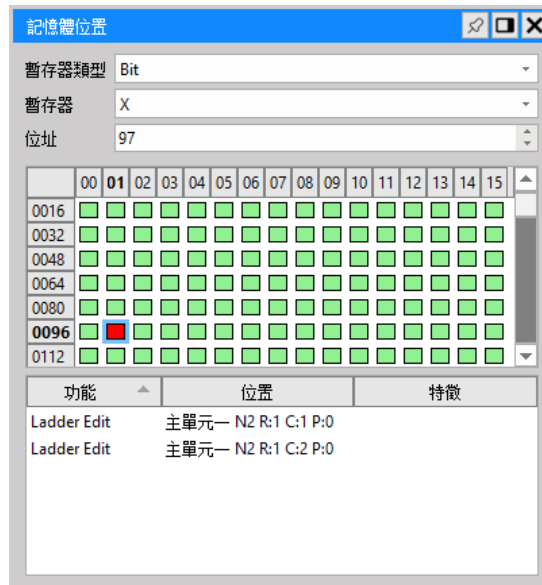 記憶體位置
暫存器類型 Bit
暫存器 X
位址 97
00 01 02 03 04 05 06 07 08 09 10 11 12 13 14 15
0016
0032
0048
0064
0080
0096
0112
功能 位置 特徵
Ladder Edit 主單元一 N2 R:1 C:1 P:0
Ladder Edit 主單元一 N2 R:1 C:2 P:0